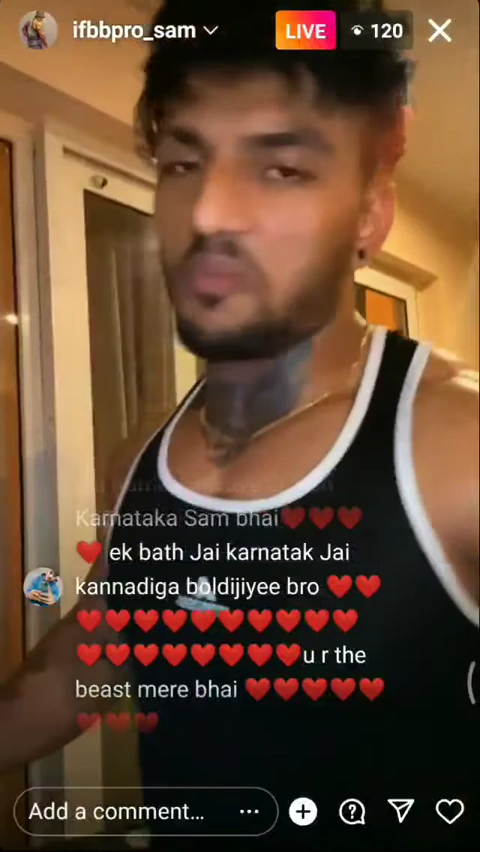 ifbbpro_sam
LIVE
120
Karnataka Sam bhai❤️❤️❤️
❤️ ek bath Jai karnatak Jai
kannadiga boldijiyee bro ❤️❤️
❤️❤️❤️❤️❤️❤️❤️❤️❤️❤️
❤️❤️❤️❤️❤️❤️❤️❤️u r the
beast mere bhai ❤️❤️❤️❤️❤️
❤️❤️❤️
Add a comment...